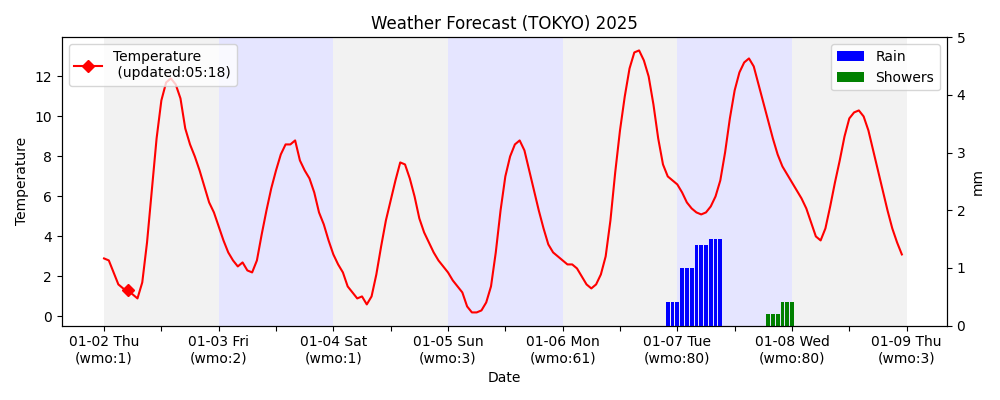 Weather Forecast (TOKYO) 2025
Temperature
(updated:05:18)
Rain
Showers
Temperature
12
10
8
6
4
2
0
5
4
3
2
1
0
mm
01-02 Thu
(wmo:1)
01-03 Fri
(wmo:2)
01-04 Sat
(wmo:1)
01-05 Sun
(wmo:3)
01-06 Mon
(wmo:61)
01-07 Tue
(wmo:80)
01-08 Wed
(wmo:80)
01-09 Thu
(wmo:3)
Date